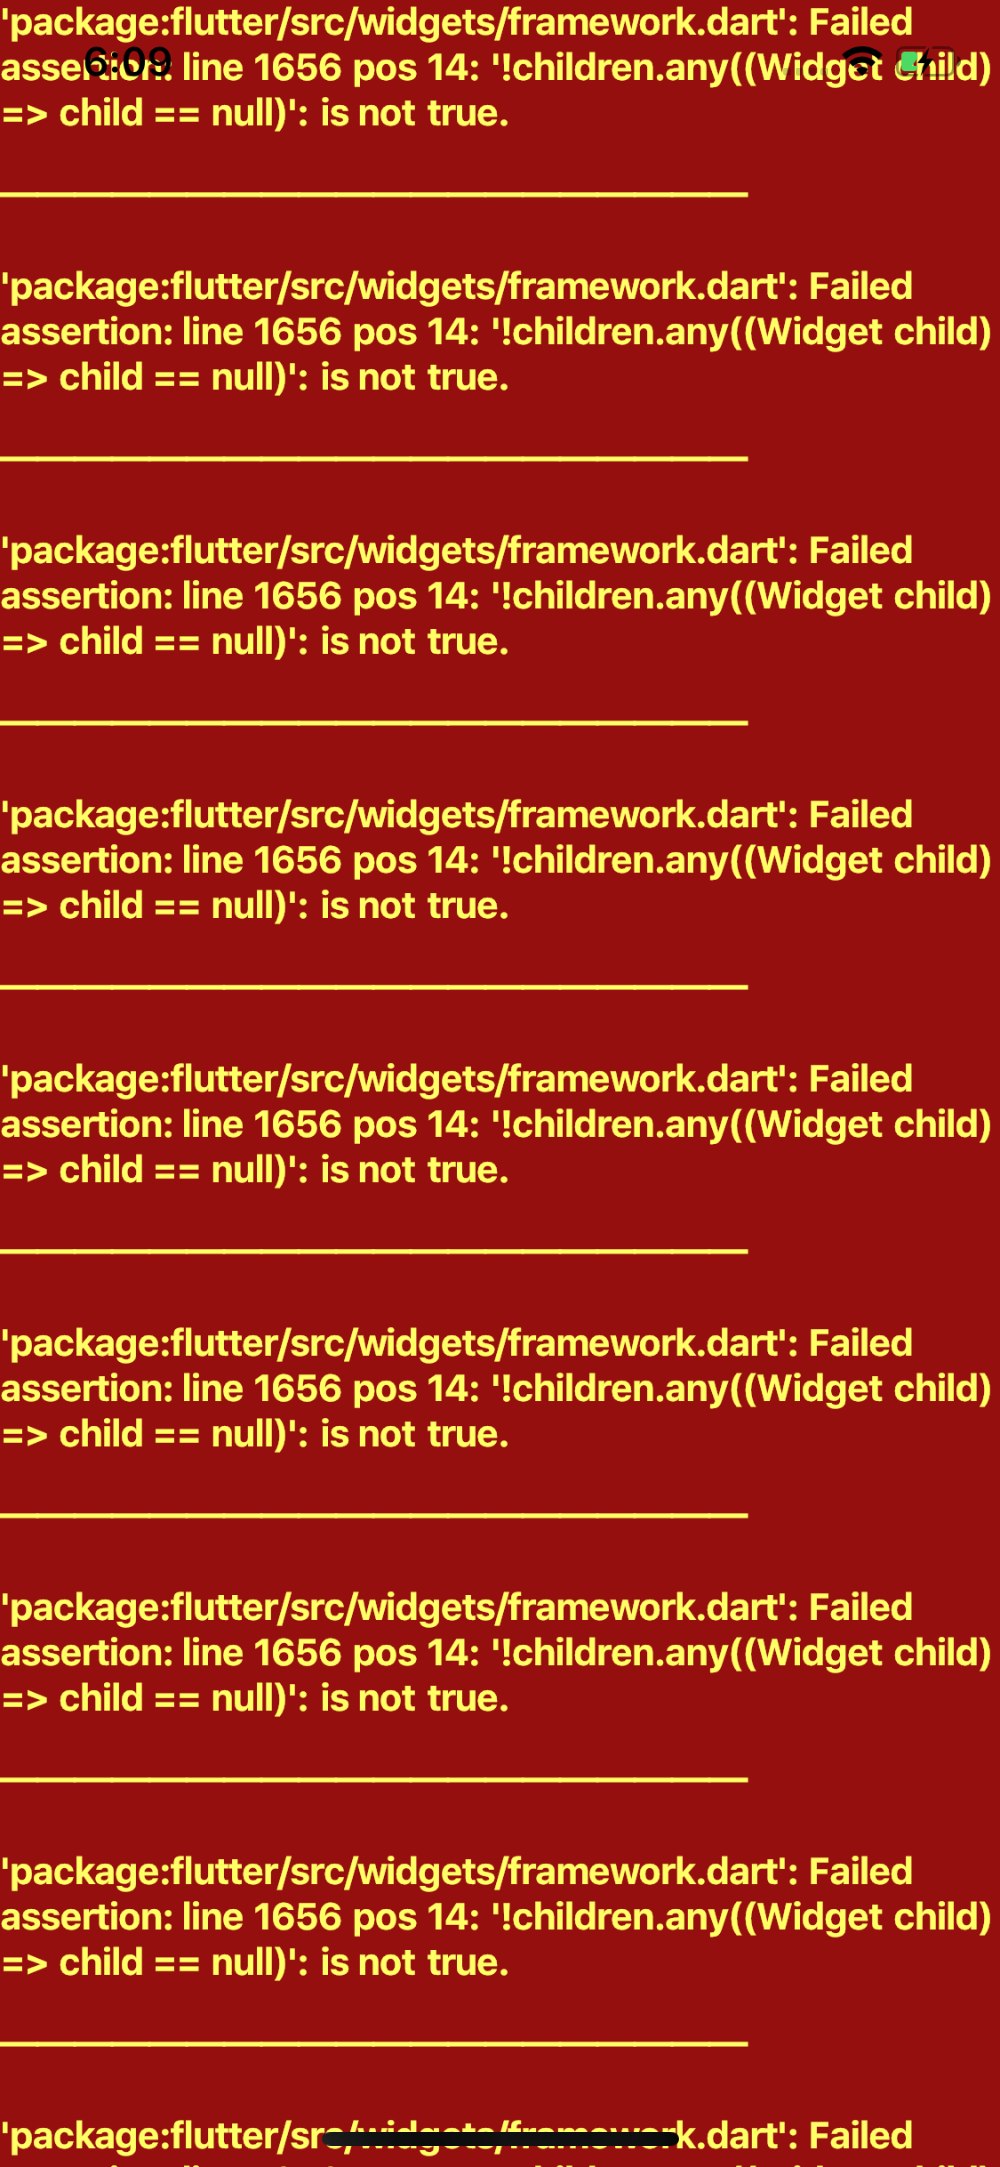 'package:flutter/src/widgets/framework.dart': Failed
6:09
assertion: line 1656 pos 14: '!children.any((Widget child)
=> child == null)': is not true.
'package:flutter/src/widgets/framework.dart': Failed
assertion: line 1656 pos 14: '!children.any((Widget child)
=> child == null)': is not true.
'package:flutter/src/widgets/framework.dart': Failed
assertion: line 1656 pos 14: '!children.any((Widget child)
=> child == null)': is not true.
'package:flutter/src/widgets/framework.dart': Failed
assertion: line 1656 pos 14: '!children.any((Widget child)
=> child == null)': is not true.
'package:flutter/src/widgets/framework.dart': Failed
assertion: line 1656 pos 14: '!children.any((Widget child)
=> child == null)': is not true.
'package:flutter/src/widgets/framework.dart': Failed
assertion: line 1656 pos 14: '!children.any((Widget child)
=> child == null)': is not true.
'package:flutter/src/widgets/framework.dart': Failed
assertion: line 1656 pos 14: '!children.any((Widget child)
=> child == null)': is not true.
'package:flutter/src/widgets/framework.dart': Failed
assertion: line 1656 pos 14: '!children.any((Widget child)
=> child == null)': is not true.
'package:flutter/src/widgets/framework.dart': Failed